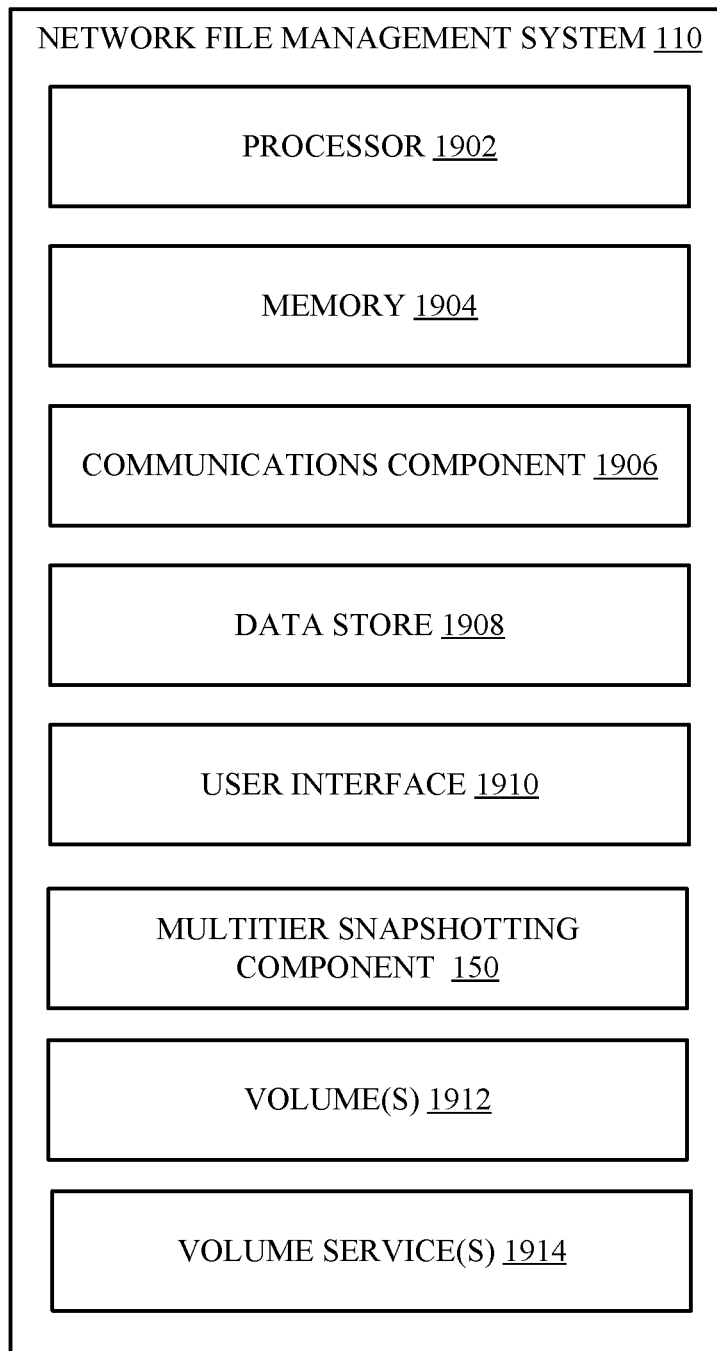 NETWORK FILE MANAGEMENT SYSTEM 110
PROCESSOR 1902
MEMORY 1904
COMMUNICATIONS COMPONENT 1906
DATA STORE 1908
USER INTERFACE 1910
MULTITIER SNAPSHOTTING
COMPONENT 150
VOLUME(S) 1912
VOLUME SERVICE(S) 1914